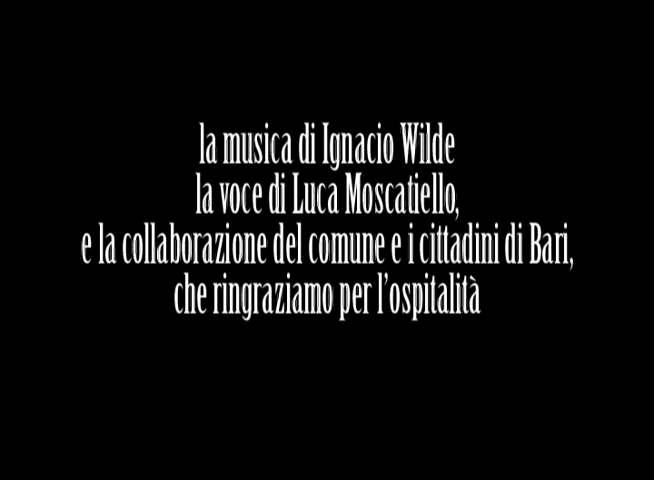 la musica di Ignacio Wilde
la voce di Luca Moscatiello,
e la collaborazione del comune e i cittadini di Bari,
che ringraziamo per l'ospitalità